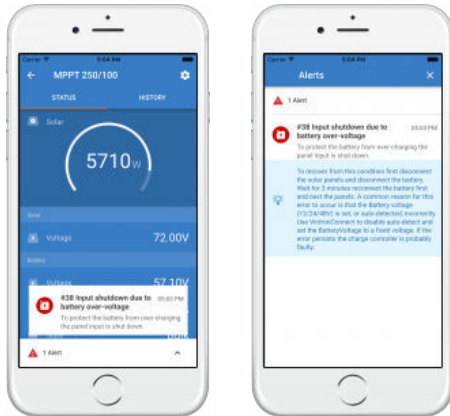 Carrier 5:04 PM
MPPT 250/100
STATUS HISTORY
Solar
5710W
Solar
Voltage 72.00V
Battery
Voltage 57.10V
#38 Input shutdown due to 05:03 PM
battery over-voltage
To protect the battery from over-charging
the panel input is shut down.
1 Alert
Carrier 5:04 PM
Alerts
1 Alert
#38 Input shutdown due to 05:03 PM
battery over-voltage
To protect the battery from over-charging the
panel input is shut down.
To recover from this condition first disconnect
the solar panels and disconnect the battery.
Wait for 3 minutes reconnect the battery first
and next the panels. A common reason for this
error to occur is that the Battery voltage
(12/24/48V) is set, or auto-detected, incorrectly.
Use VictronConnect to disable auto-detect and
set the BatteryVoltage to a fixed voltage. If the
error persists the charge controller is probably
faulty.